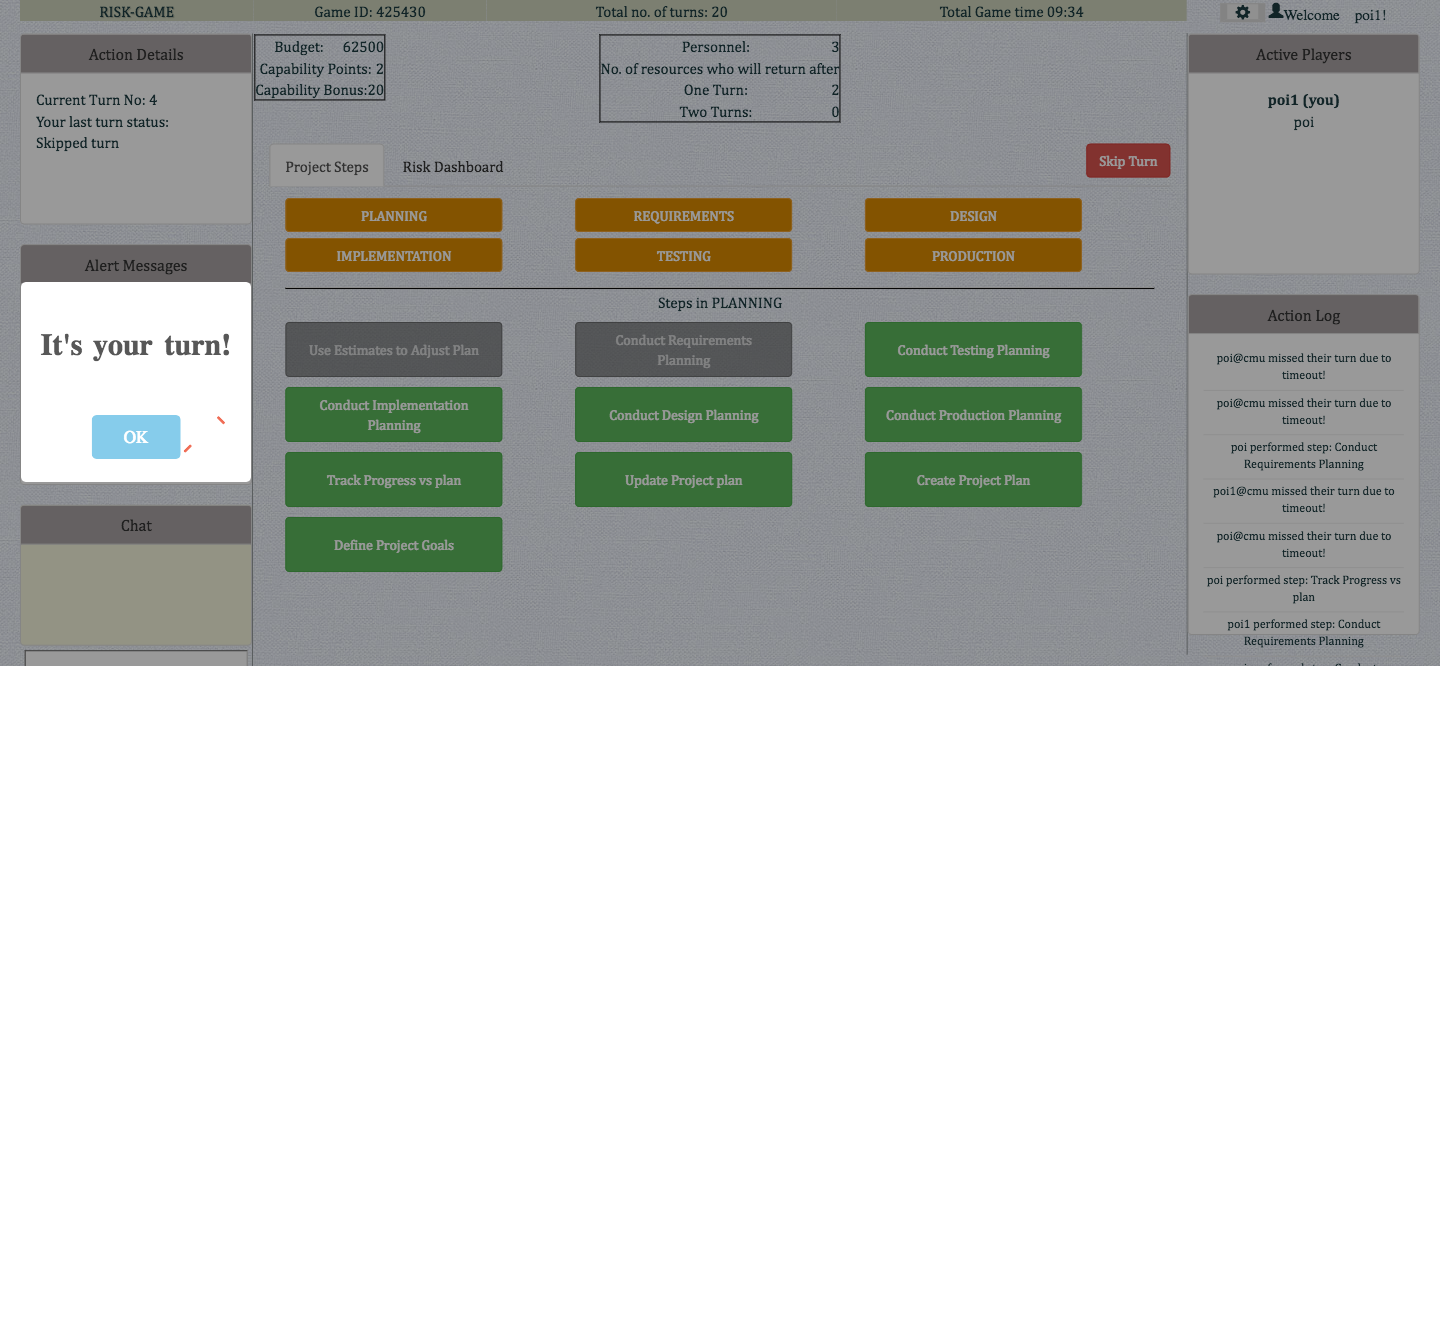 RISK-GAME
Game ID: 425430
Total no. of turns: 20
Total Game time 09:34
Welcome poi1!
Action Details
Current Turn No: 4
Your last turn status:
Skipped turn
Alert Messages
It's your turn!
OK
Chat
Budget: 62500
Capability Points: 2
Capability Bonus:20
Personnel: 3
No. of resources who will return after
One Turn: 2
Two Turns: 0
Project Steps
Risk Dashboard
Skip Turn
PLANNING
REQUIREMENTS
DESIGN
IMPLEMENTATION
TESTING
PRODUCTION
Steps in PLANNING
Use Estimates to Adjust Plan
Conduct Requirements
Planning
Conduct Testing Planning
Conduct Implementation
Planning
Conduct Design Planning
Conduct Production Planning
Track Progress vs plan
Update Project plan
Create Project Plan
Define Project Goals
Active Players
poi1 (you)
poi
Action Log
poi@cmu missed their turn due to
timeout!
poi@cmu missed their turn due to
timeout!
poi performed step: Conduct
Requirements Planning
poi1@cmu missed their turn due to
timeout!
poi@cmu missed their turn due to
timeout!
poi performed step: Track Progress vs
plan
poi1 performed step: Conduct
Requirements Planning